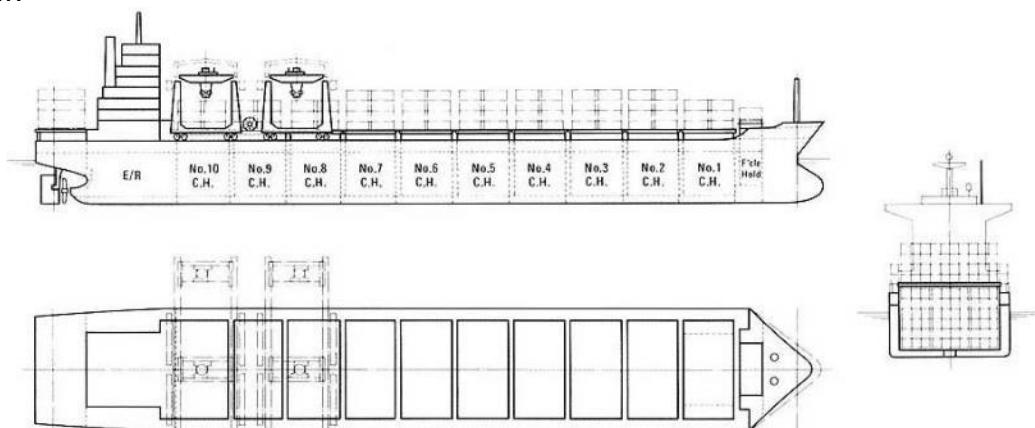 E/R
No.10
C.H.
No.9
C.H.
No.8
C.H.
No.7
C.H.
No.6
C.H.
No.5
C.H.
No.4
C.H.
No.3
C.H.
No.2
C.H.
No.1
C.H.
F'cle
Hold